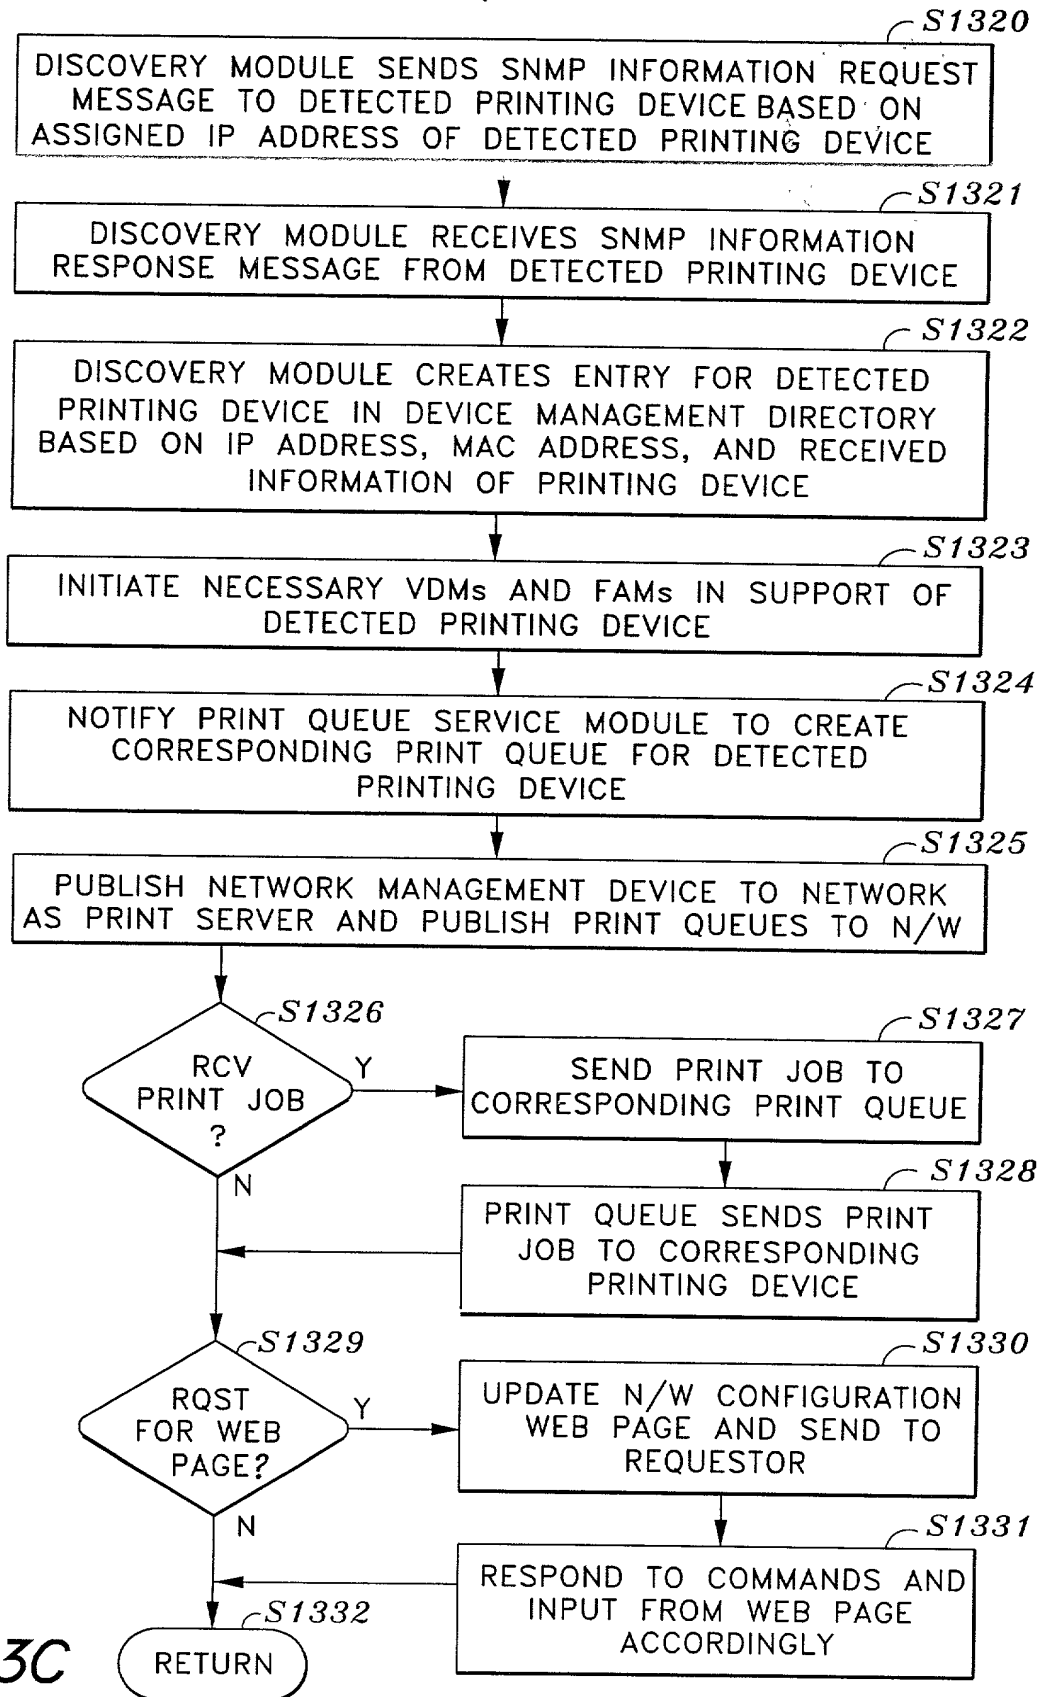 S1320
DISCOVERY MODULE SENDS SNMP INFORMATION REQUEST
MESSAGE TO DETECTED PRINTING DEVICE BASED ON
ASSIGNED IP ADDRESS OF DETECTED PRINTING DEVICE
S1321
DISCOVERY MODULE RECEIVES SNMP INFORMATION
RESPONSE MESSAGE FROM DETECTED PRINTING DEVICE
S1322
DISCOVERY MODULE CREATES ENTRY FOR DETECTED
PRINTING DEVICE IN DEVICE MANAGEMENT DIRECTORY
BASED ON IP ADDRESS, MAC ADDRESS, AND RECEIVED
INFORMATION OF PRINTING DEVICE
S1323
INITIATE NECESSARY VDMs AND FAMs IN SUPPORT OF
DETECTED PRINTING DEVICE
S1324
NOTIFY PRINT QUEUE SERVICE MODULE TO CREATE
CORRESPONDING PRINT QUEUE FOR DETECTED
PRINTING DEVICE
S1325
PUBLISH NETWORK MANAGEMENT DEVICE TO NETWORK
AS PRINT SERVER AND PUBLISH PRINT QUEUES TO N/W
S1326
RCV
PRINT JOB
?
Y
N
S1327
SEND PRINT JOB TO
CORRESPONDING PRINT QUEUE
S1328
PRINT QUEUE SENDS PRINT
JOB TO CORRESPONDING
PRINTING DEVICE
S1329
RQST
FOR WEB
PAGE?
Y
N
S1330
UPDATE N/W CONFIGURATION
WEB PAGE AND SEND TO
REQUESTOR
S1331
RESPOND TO COMMANDS AND
INPUT FROM WEB PAGE
ACCORDINGLY
S1332
RETURN
3C